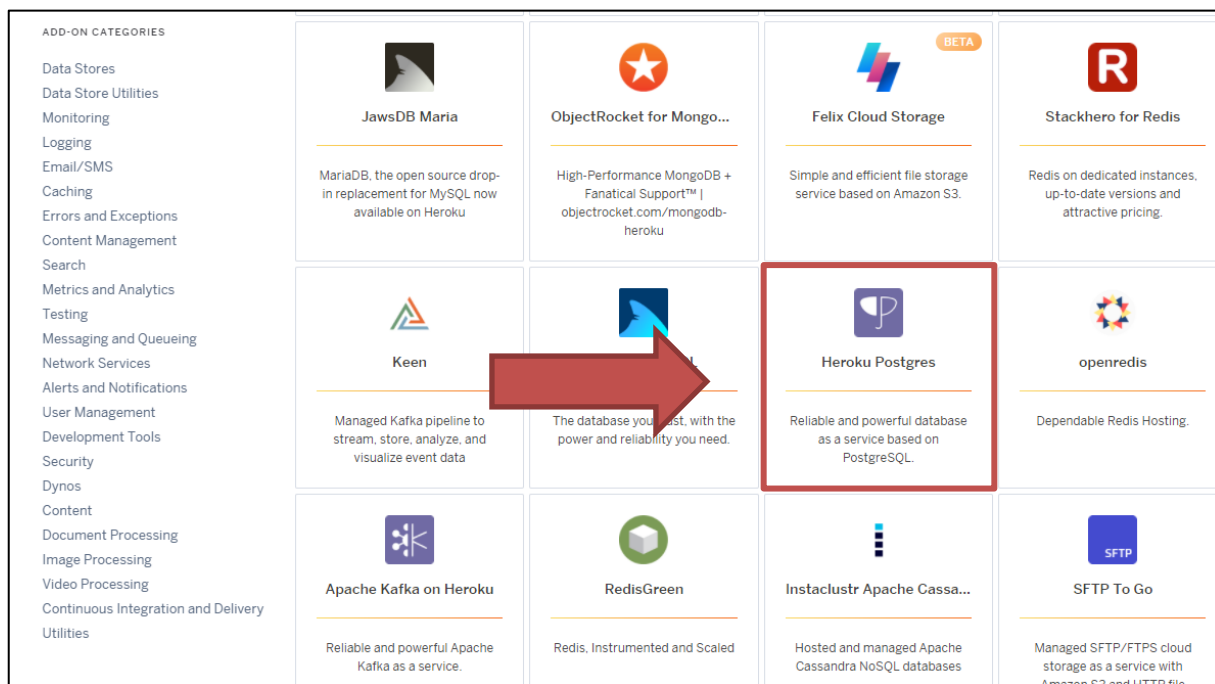 ADD-ON CATEGORIES
Data Stores
Data Store Utilities
Monitoring
Logging
Email/SMS
Caching
Errors and Exceptions
Content Management
Search
Metrics and Analytics
Testing
Messaging and Queueing
Network Services
Alerts and Notifications
User Management
Development Tools
Security
Dynos
Content
Document Processing
Image Processing
Video Processing
Continuous Integration and Delivery
Utilities
JawsDB Maria
MariaDB, the open source drop-
in replacement for MySQL now
available on Heroku
ObjectRocket for Mongo...
High-Performance MongoDB +
Fanatical Support™ |
objectrocket.com/mongodb-
heroku
BETA
Felix Cloud Storage
Simple and efficient file storage
service based on Amazon S3.
R
Stackhero for Redis
Redis on dedicated instances,
up-to-date versions and
attractive pricing.
Keen
Managed Kafka pipeline to
stream, store, analyze, and
visualize event data
The database you, with the
power and reliability you need.
Heroku Postgres
Reliable and powerful database
as a service based on
PostgreSQL.
openredis
Dependable Redis Hosting.
Apache Kafka on Heroku
Reliable and powerful Apache
Kafka as a service.
RedisGreen
Redis, Instrumented and Scaled
Instaclustr Apache Cassa...
Hosted and managed Apache
Cassandra NoSQL databases
SFTP
SFTP To Go
Managed SFTP/FTPS cloud
storage as a service with
Amazon S3 and HTTP file